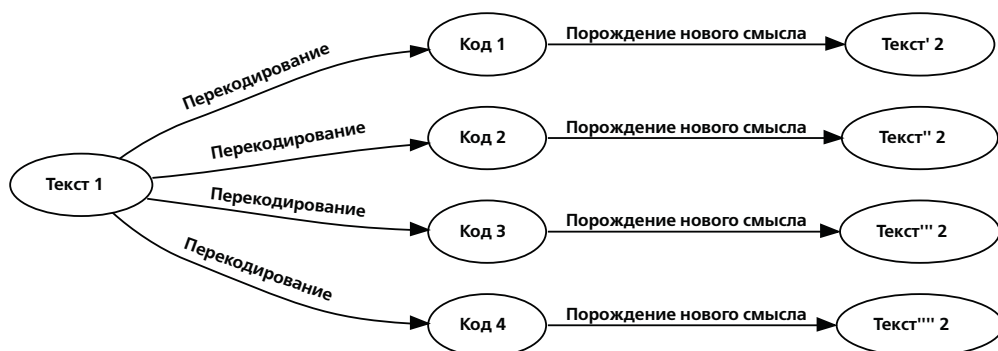 Текст 1
Перекодирование
Код 1
Порождение нового смысла
Текст' 2
Перекодирование
Код 2
Порождение нового смысла
Текст'' 2
Перекодирование
Код 3
Порождение нового смысла
Текст''' 2
Перекодирование
Код 4
Порождение нового смысла
Текст'''' 2